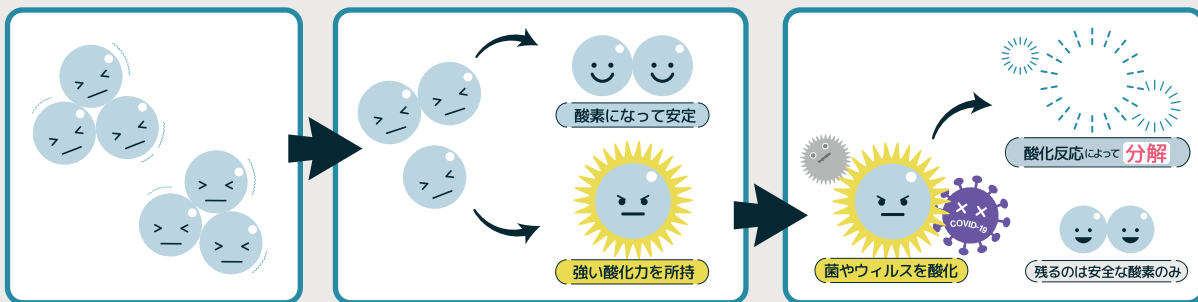 酸素になって安定
強い酸化力を所持
COVID-19
菌やウィルスを酸化
酸化反応によって 分解
残るのは安全な酸素のみ